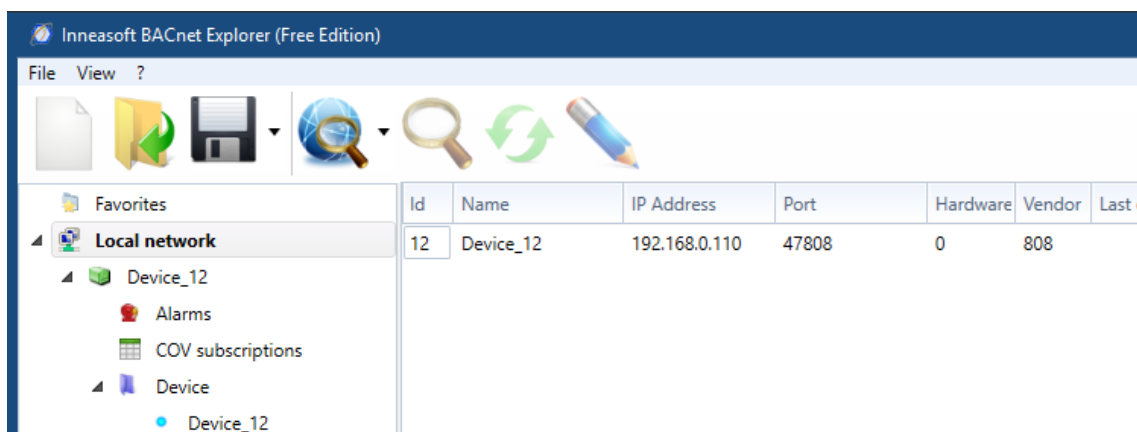 Inneasoft BACnet Explorer (Free Edition)
File View ?
Favorites
Local network
Device_12
Alarms
COV subscriptions
Device
Device_12
Id Name IP Address Port Hardware Vendor Last
12 Device_12 192.168.0.110 47808 0 808